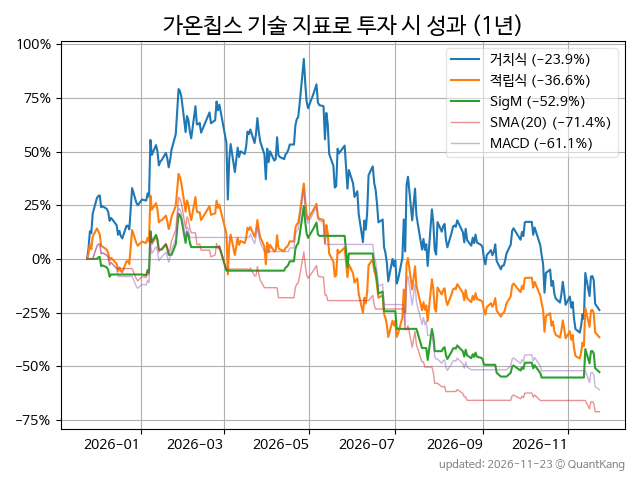 가온칩스 기술 지표로 투자 시 성과 (1년)
100%
75%
50%
25%
0%
−25%
−50%
−75%
거치식 (−23.9%)
적립식 (−36.6%)
SigM (−52.9%)
SMA(20) (−71.4%)
MACD (−61.1%)
2026-01 2026-03 2026-05 2026-07 2026-09 2026-11
updated: 2026-11-23 © QuantKang